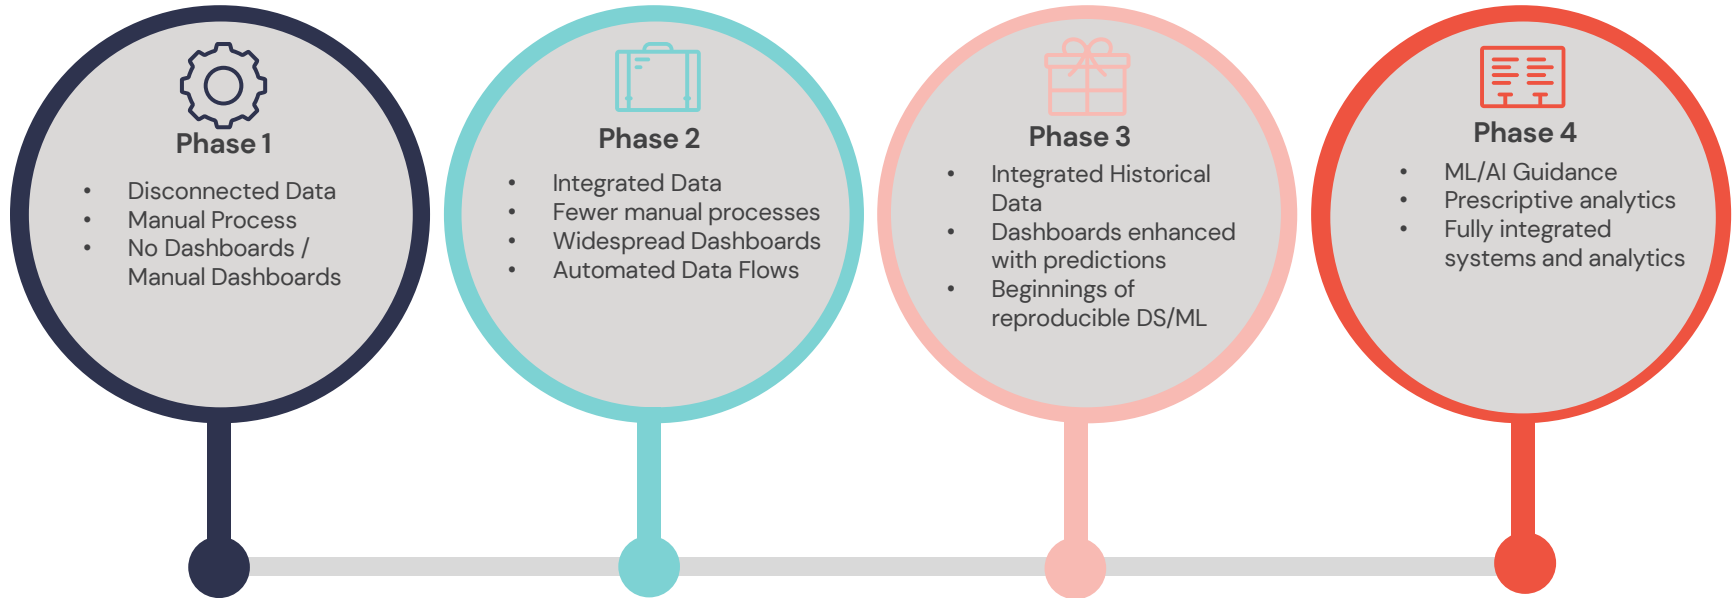 Phase 1
• Disconnected Data
• Manual Process
• No Dashboards /
Manual Dashboards
Phase 2
• Integrated Data
• Fewer manual processes
• Widespread Dashboards
• Automated Data Flows
Phase 3
• Integrated Historical
Data
• Dashboards enhanced
with predictions
• Beginnings of
reproducible DS/ML
Phase 4
• ML/AI Guidance
• Prescriptive analytics
• Fully integrated
systems and analytics